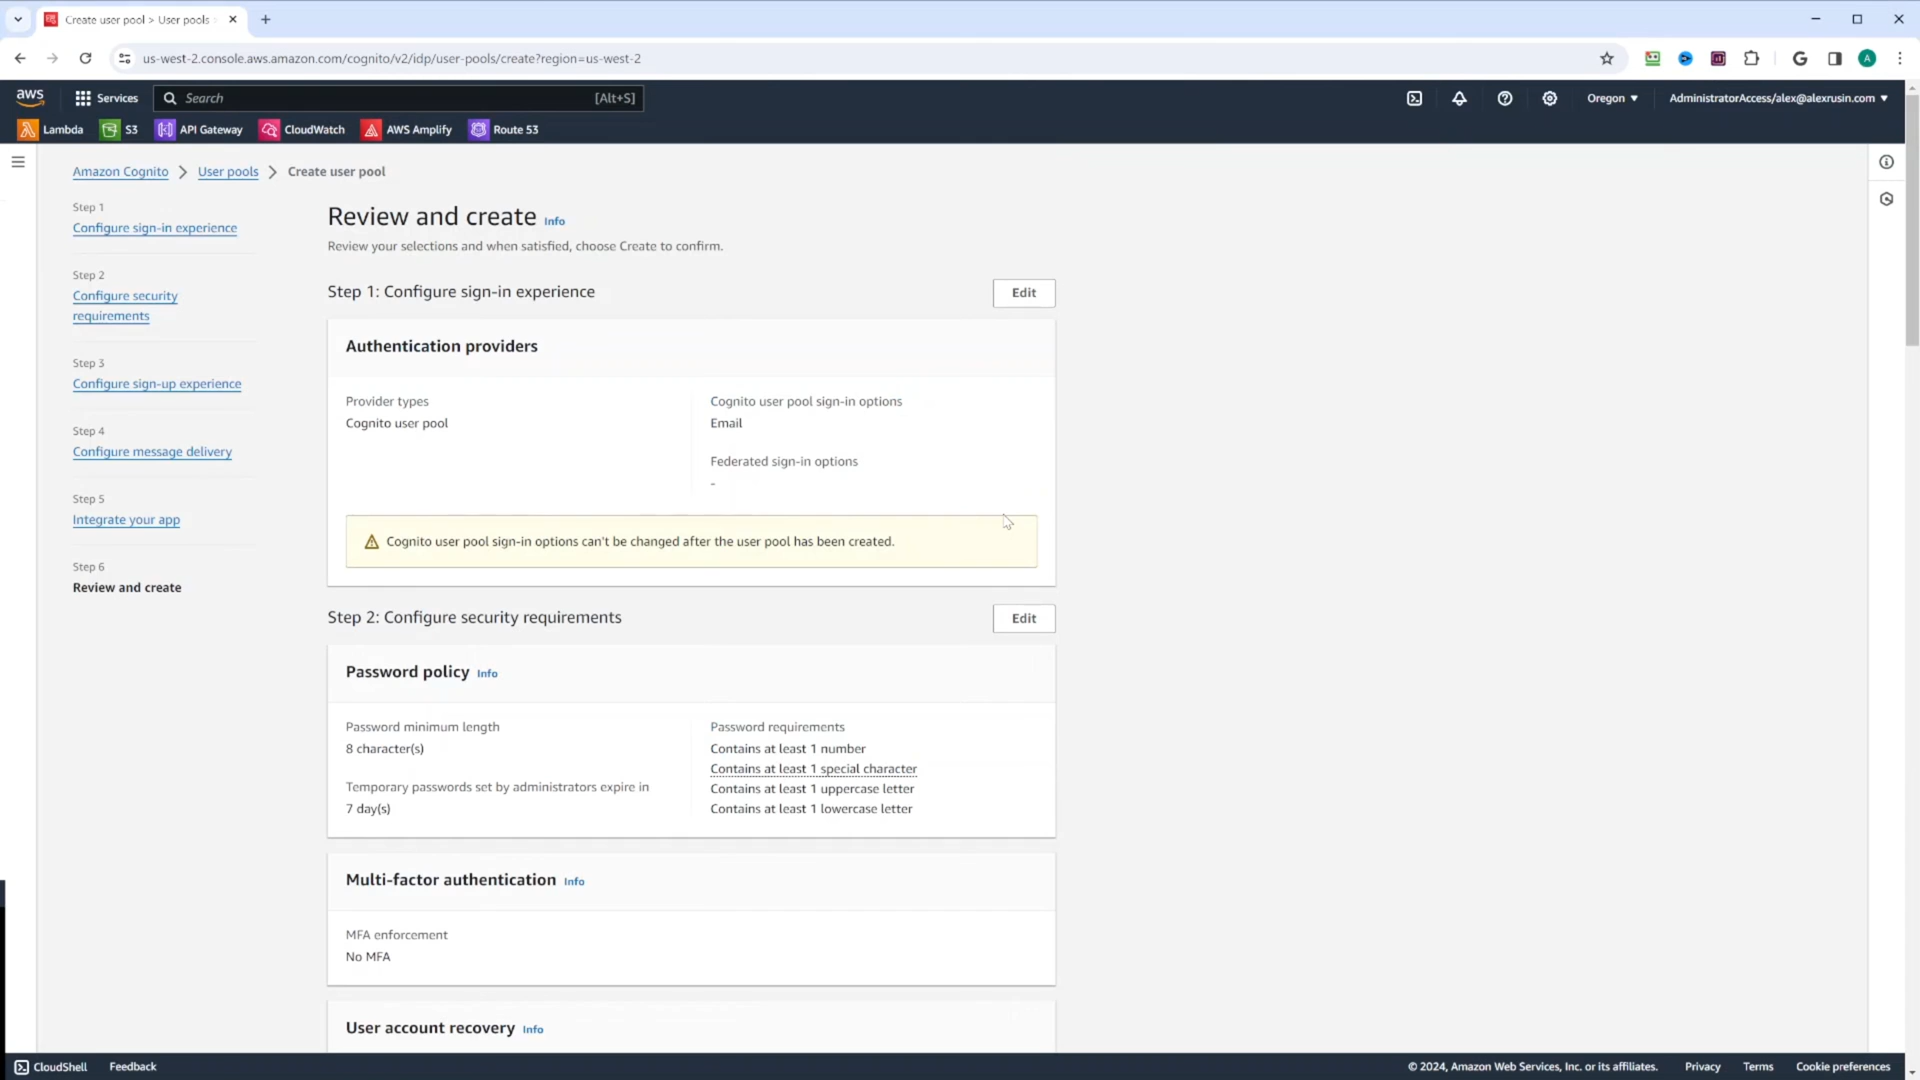 Create user pool > User pools
us-west-2.console.aws.amazon.com/cognito/v2/idp/user-pools/create?region=us-west-2
A
aws
Services
Search
[Alt+S]
Oregon
AdministratorAccess/alex@alexrusin.com
Lambda
S3
API Gateway
CloudWatch
AWS Amplify
Route 53
Amazon Cognito
User pools
Create user pool
Step 1
Configure sign-in experience
Step 2
Configure security
requirements
Step 3
Configure sign-up experience
Step 4
Configure message delivery
Step 5
Integrate your app
Step 6
Review and create
Review and create Info
Review your selections and when satisfied, choose Create to confirm.
Step 1: Configure sign-in experience
Edit
Authentication providers
Provider types
Cognito user pool
Cognito user pool sign-in options
Email
Federated sign-in options
-
Cognito user pool sign-in options can't be changed after the user pool has been created.
Step 2: Configure security requirements
Edit
Password policy Info
Password minimum length
8 character(s)
Temporary passwords set by administrators expire in
7 day(s)
Password requirements
Contains at least 1 number
Contains at least 1 special character
Contains at least 1 uppercase letter
Contains at least 1 lowercase letter
Multi-factor authentication Info
MFA enforcement
No MFA
User account recovery Info
CloudShell
Feedback
© 2024, Amazon Web Services, Inc. or its affiliates.
Privacy
Terms
Cookie preferences